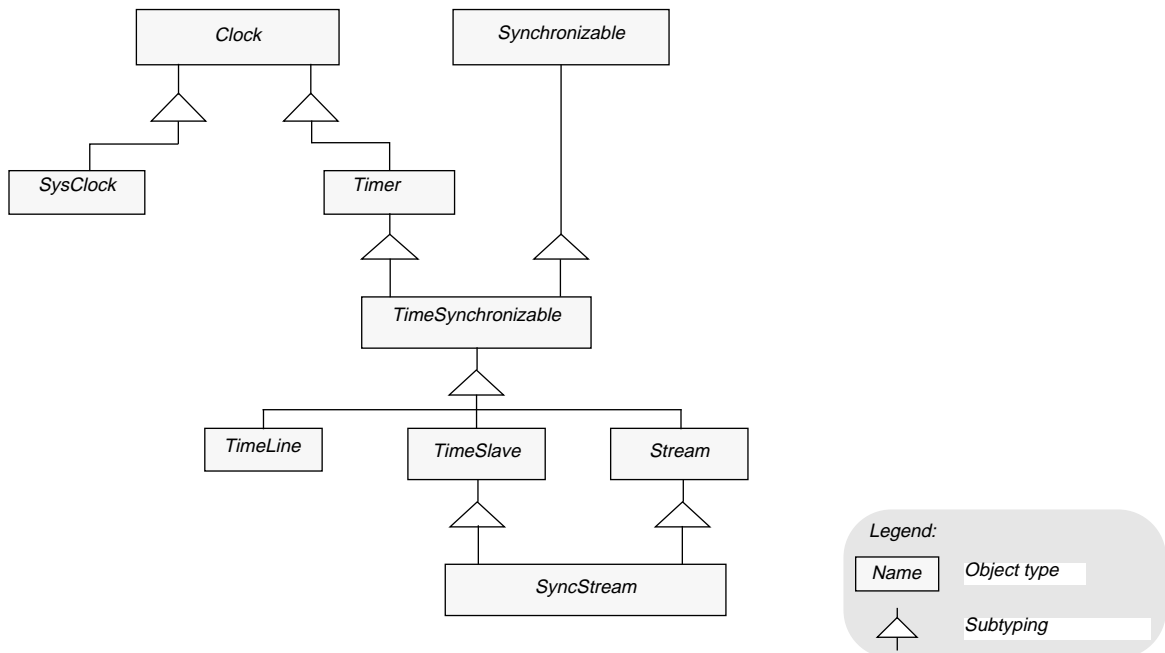 Clock
Synchronizable
SysClock
Timer
TimeSynchronizable
TimeLine
TimeSlave
Stream
SyncStream
Legend:
Name
Object type
Subtyping